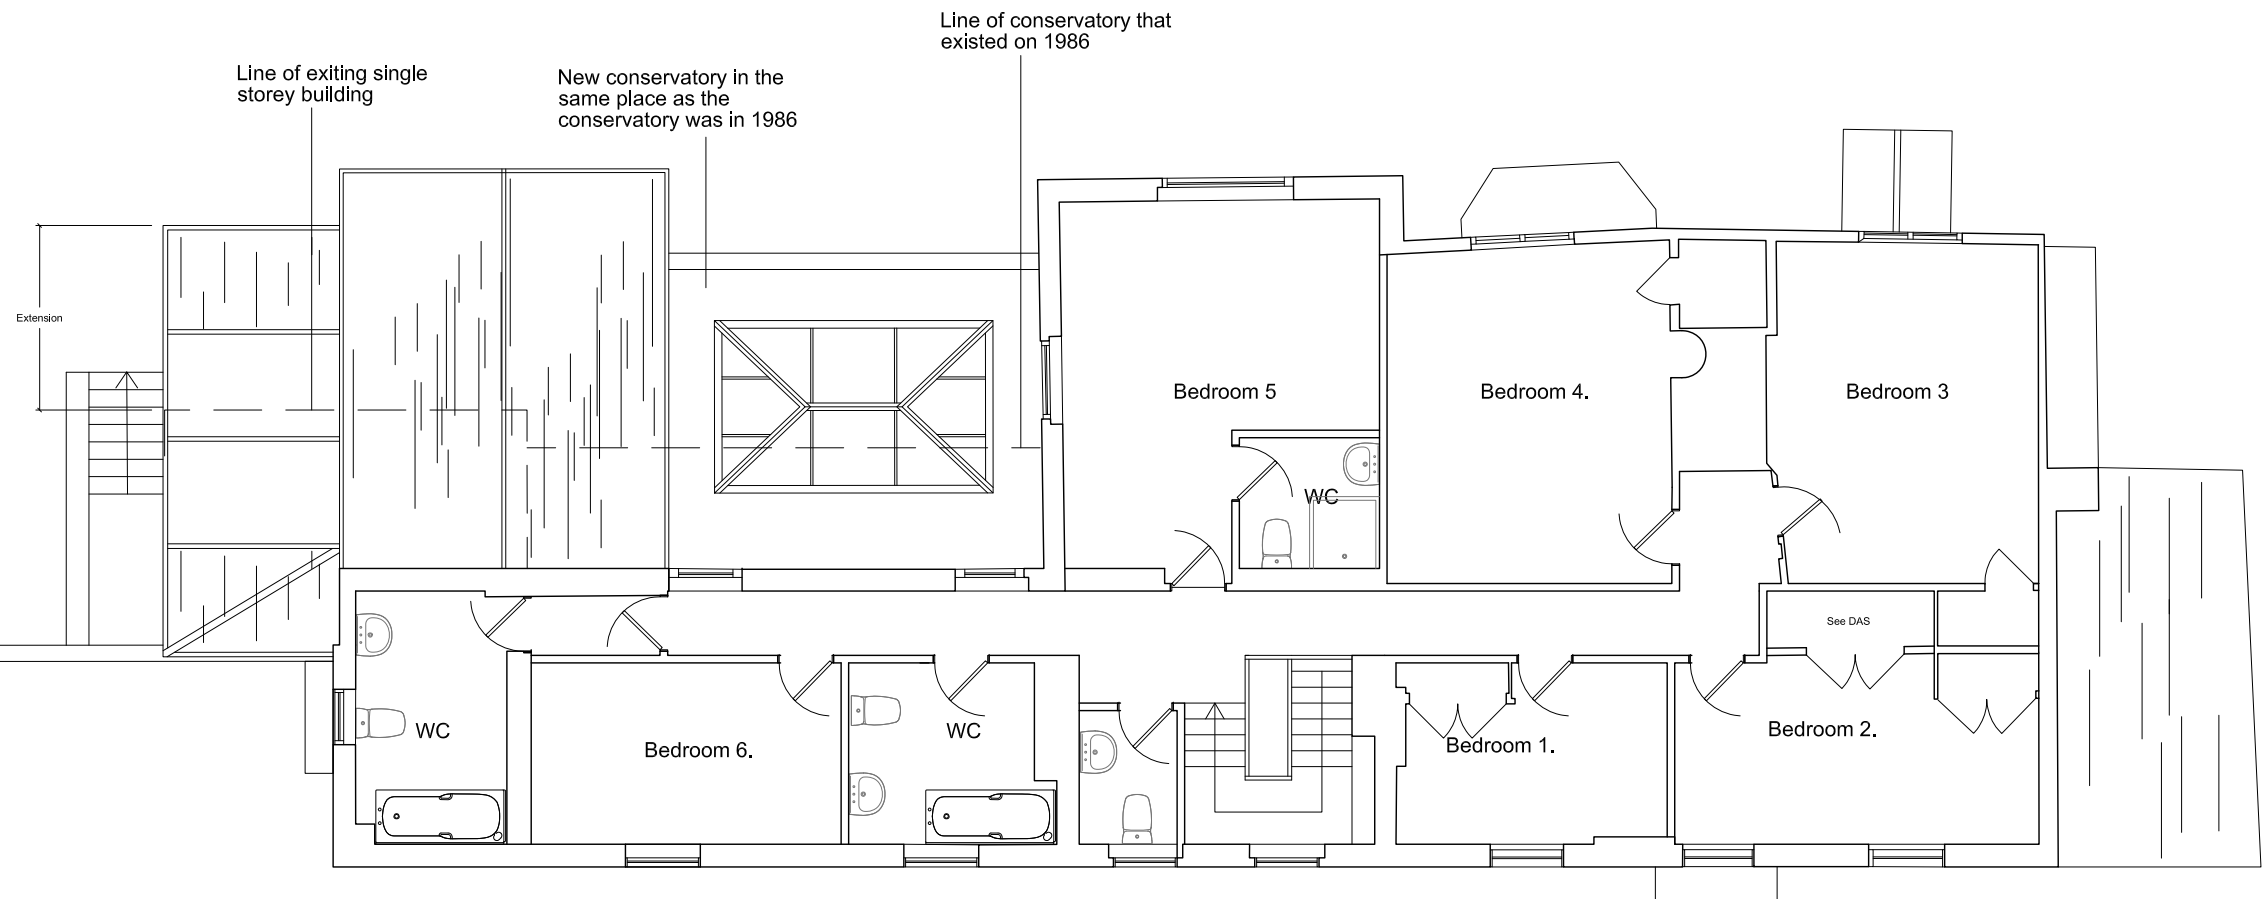 Line of conservatory that
existed on 1986
Line of exiting single
storey building
New conservatory in the
same place as the
conservatory was in 1986
Extension
Bedroom 5
Bedroom 4.
Bedroom 3
WC
See DAS
WC
Bedroom 6.
WC
Bedroom 1.
Bedroom 2.